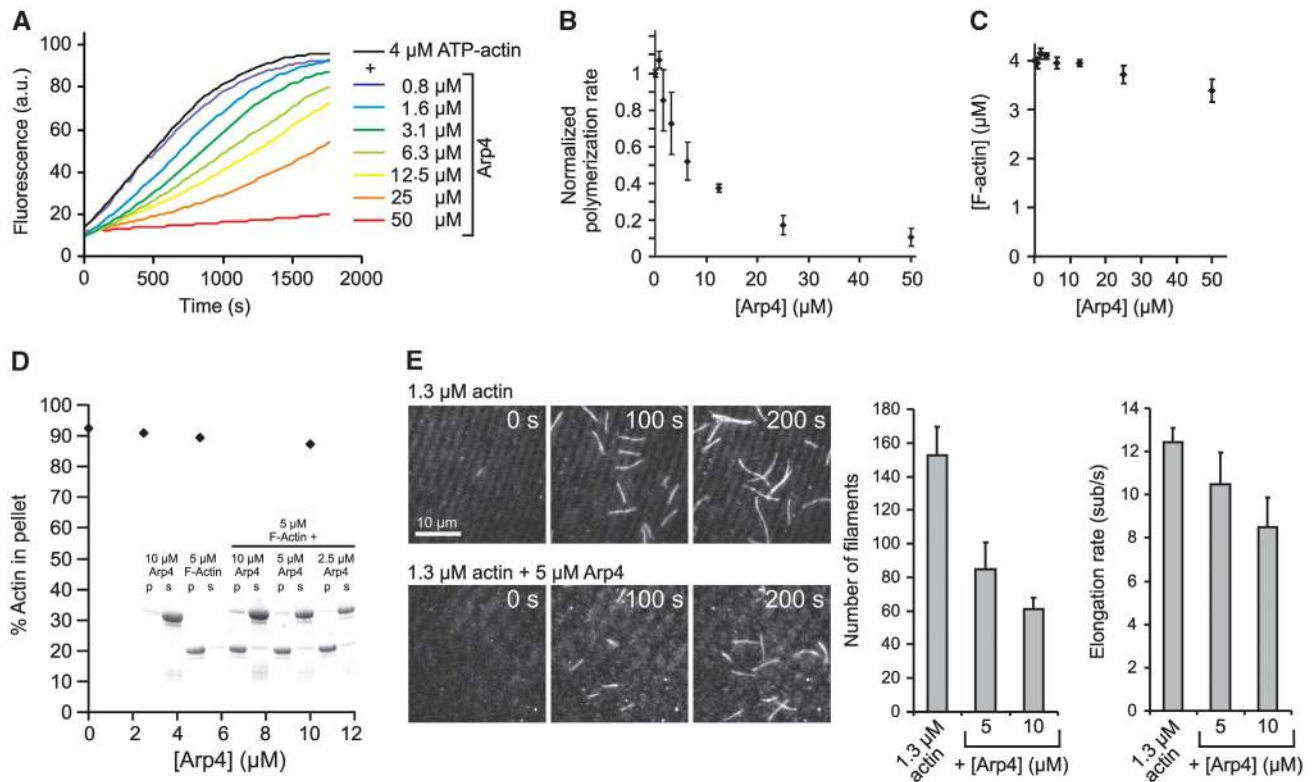 A
Fluorescence (a.u.)
100
80
60
40
20
0
0 500 1000 1500 2000
Time (s)
4 µM ATP-actin
+
0.8 µM
1.6 µM
3.1 µM
6.3 µM
12.5 µM
25 µM
50 µM
Arp4
B
Normalized
polymerization rate
1
0.8
0.6
0.4
0.2
0
0 10 20 30 40 50
[Arp4] (µM)
C
[F-actin] (µM)
4
3
2
1
0
0 10 20 30 40 50
[Arp4] (µM)
D
% Actin in pellet
100
90
80
70
60
50
40
30
20
10
0
5 µM
F-Actin +
10 µM 5 µM 10 µM 5 µM 2.5 µM
Arp4 F-Actin Arp4 Arp4 Arp4
p s p s p s p s p s
0 2 4 6 8 10 12
[Arp4] (µM)
E
1.3 µM actin
0 s 100 s 200 s
10 µm
1.3 µM actin + 5 µM Arp4
0 s 100 s 200 s
Number of filaments
180
160
140
120
100
80
60
40
20
0
1.3 µM
actin
5 10
+ [Arp4] (µM)
Elongation rate (sub/s)
14
12
10
8
6
4
2
0
1.3 µM
actin
5 10
+ [Arp4] (µM)